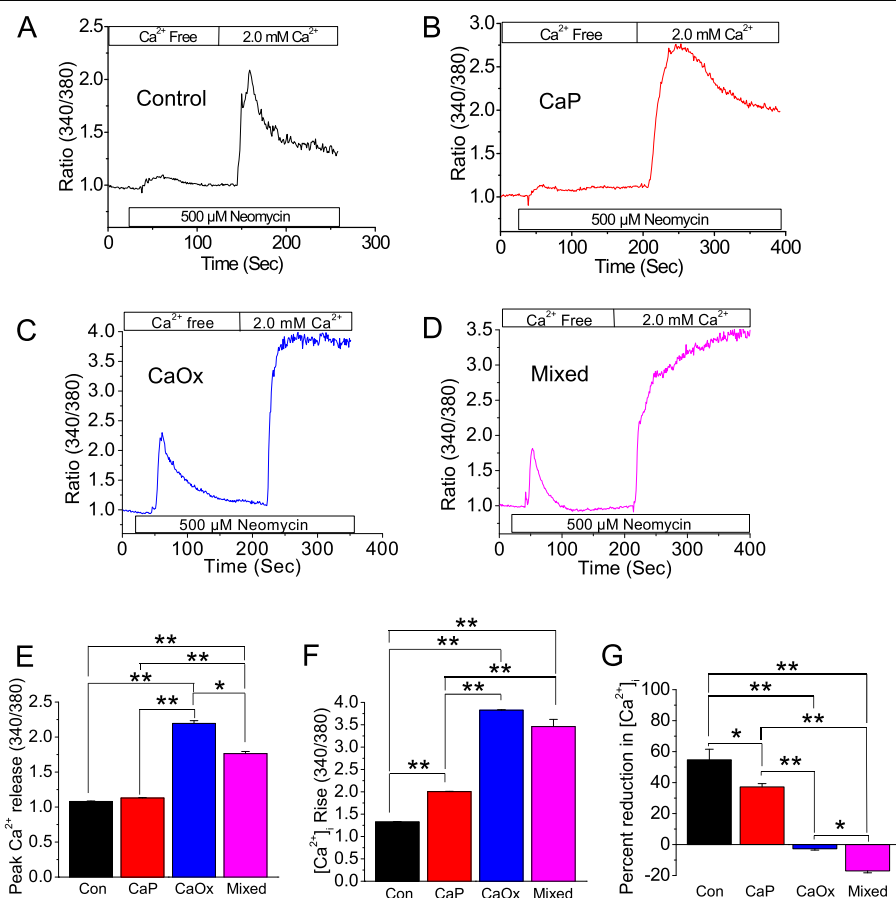 A
Ca2+ Free
2.0 mM Ca2+
Control
2.5
2.0
1.5
1.0
Ratio (340/380)
500 µM Neomycin
0
100
200
300
Time (Sec)
B
Ca2+ Free
2.0 mM Ca2+
CaP
3.0
2.5
2.0
1.5
1.0
Ratio (340/380)
500 µM Neomycin
0
100
200
300
400
Time (Sec)
C
Ca2+ free
2.0 mM Ca2+
CaOx
4.0
3.5
3.0
2.5
2.0
1.5
1.0
Ratio (340/380)
500 µM Neomycin
0
100
200
300
400
Time (Sec)
D
Ca2+ Free
2.0 mM Ca2+
Mixed
3.5
3.0
2.5
2.0
1.5
1.0
Ratio (340/380)
500 µM Neomycin
0
100
200
300
400
Time (Sec)
E
**
**
**
*
**
2.5
2.0
1.5
1.0
0.5
0.0
Peak Ca2+ release (340/380)
Con
CaP
CaOx
Mixed
F
**
**
**
**
**
4.0
3.5
3.0
2.5
2.0
1.5
1.0
0.5
0.0
[Ca2+]i Rise (340/380)
Con
CaP
CaOx
Mixed
G
**
**
**
*
**
*
100
80
60
40
20
0
-20
Percent reduction in [Ca2+]i
Con
CaP
CaOx
Mixed